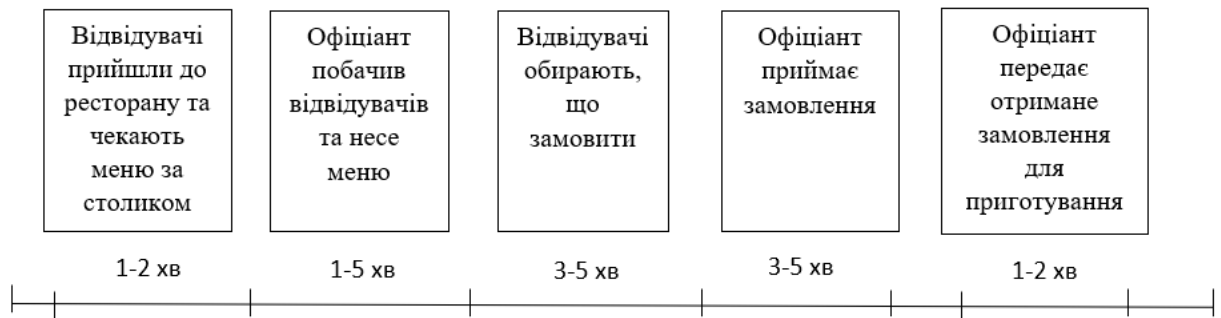 Відвідувачі
прийшли до
ресторану та
чекають
меню за
столиком
Офіціант
побачив
відвідувачів
та несе
меню
Відвідувачі
обирають,
що
замовити
Офіціант
приймає
замовлення
Офіціант
передає
отримане
замовлення
для
приготування
1-2 хв
1-5 хв
3-5 хв
3-5 хв
1-2 хв